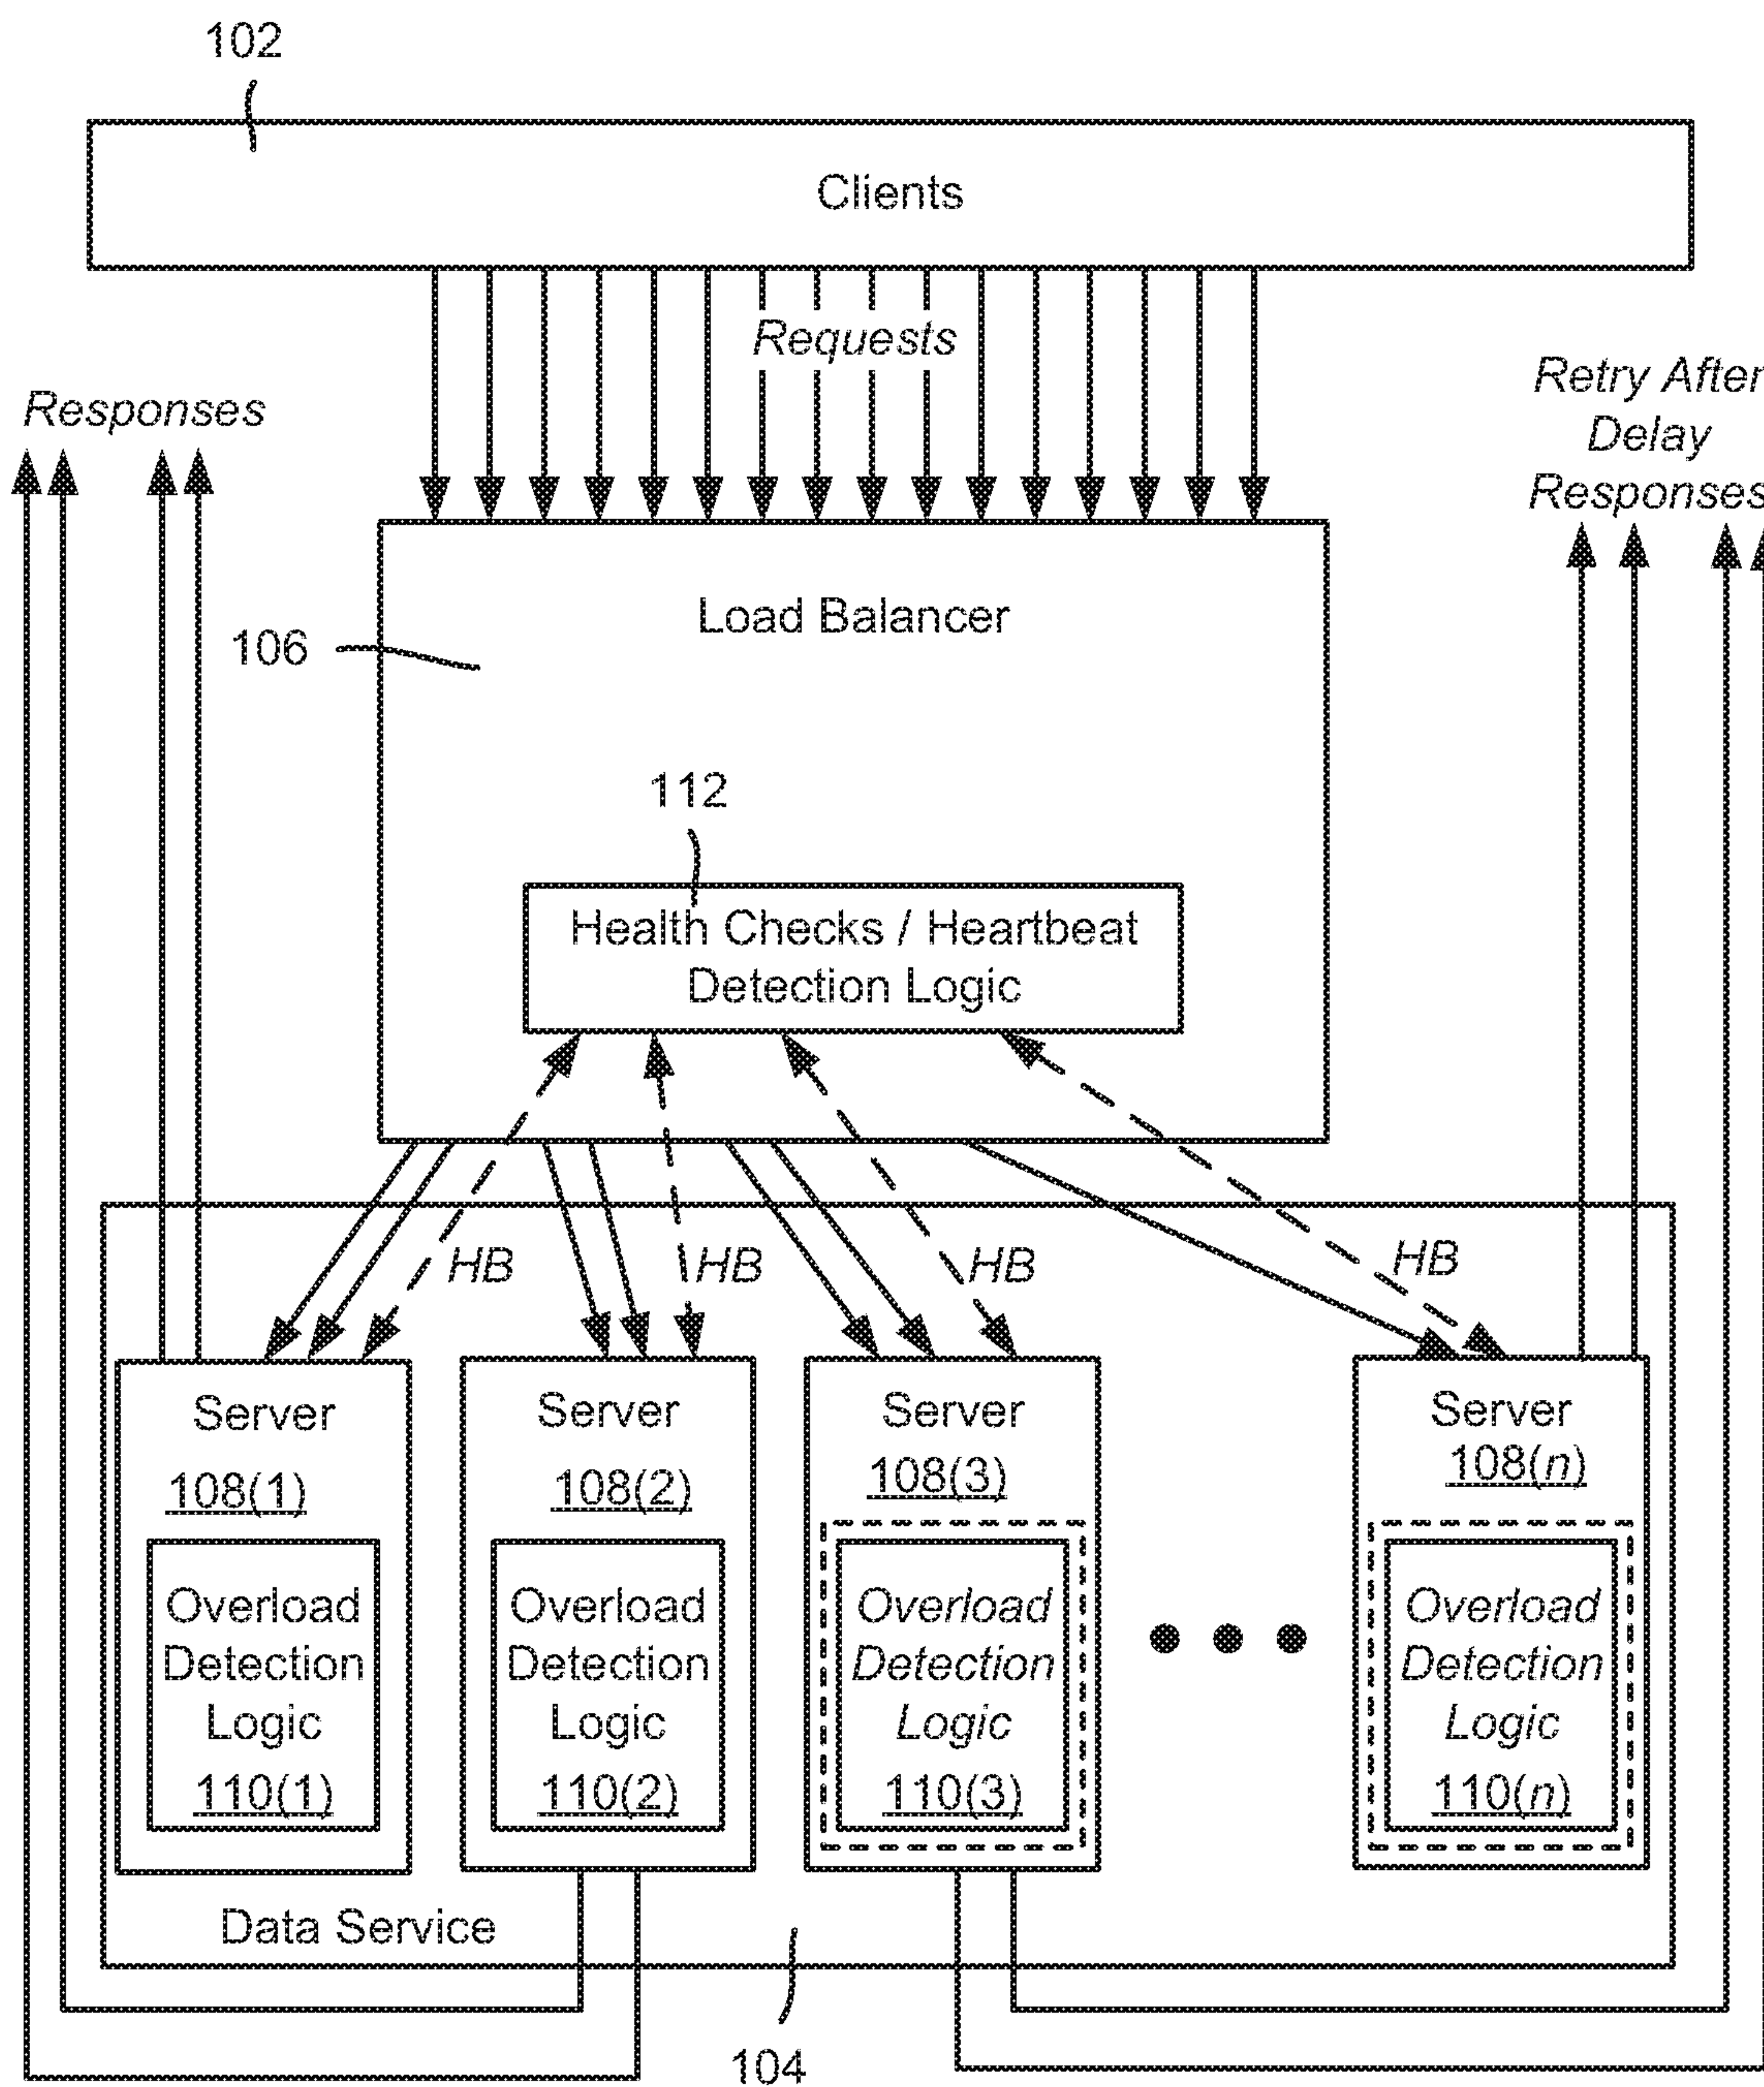 102
Clients
Requests
Responses
Retry After
Delay
Responses
Load Balancer
106
112
Health Checks / Heartbeat
Detection Logic
HB
HB
HB
HB
Server
108(1)
Overload
Detection
Logic
110(1)
Server
108(2)
Overload
Detection
Logic
110(2)
Server
108(3)
Overload
Detection
Logic
110(3)
Server
108(n)
Overload
Detection
Logic
110(n)
Data Service
104